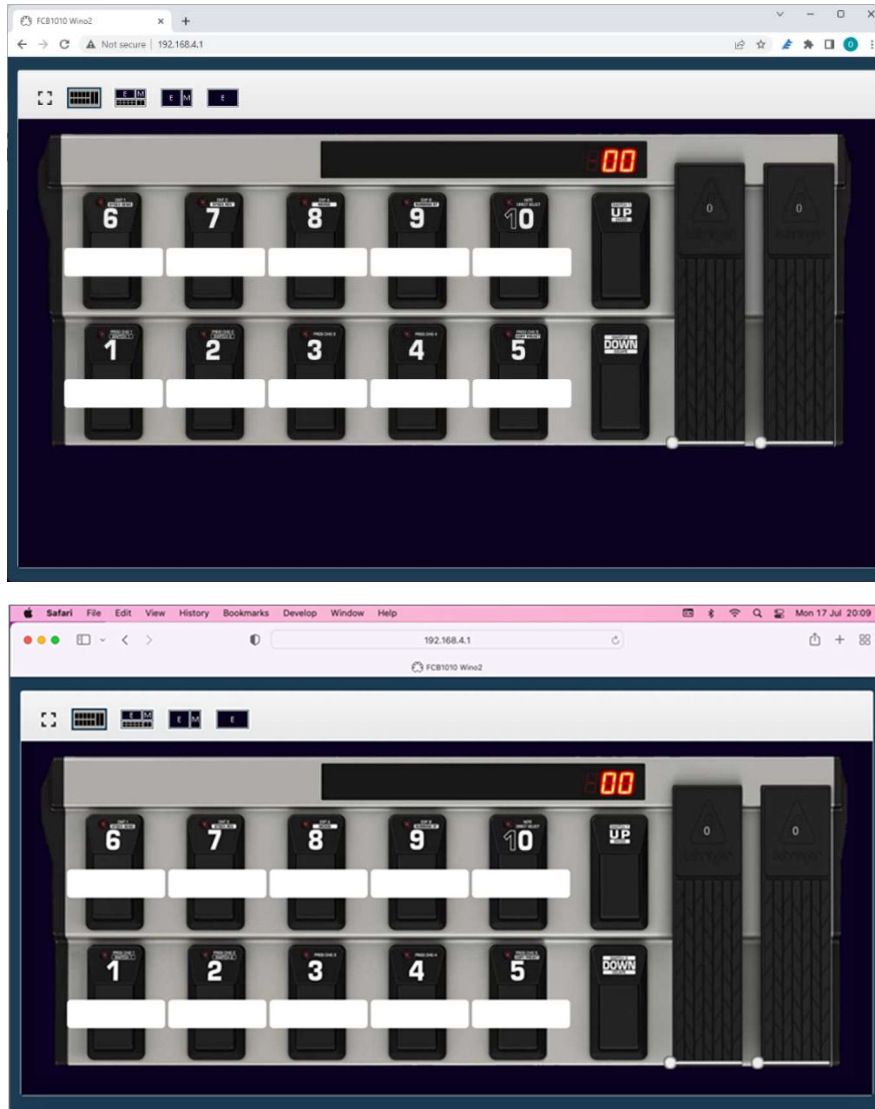 FCB1010 Wino2
Not secure | 192.168.4.1
E M
E M
E
00
6 7 8 9 10 UP
0 0
1 2 3 4 5 DOWN
Safari File Edit View History Bookmarks Develop Window Help Mon 17 Jul 20:09
192.168.4.1
FCB1010 Wino2
E M
E M
E
00
6 7 8 9 10 UP
0 0
1 2 3 4 5 DOWN